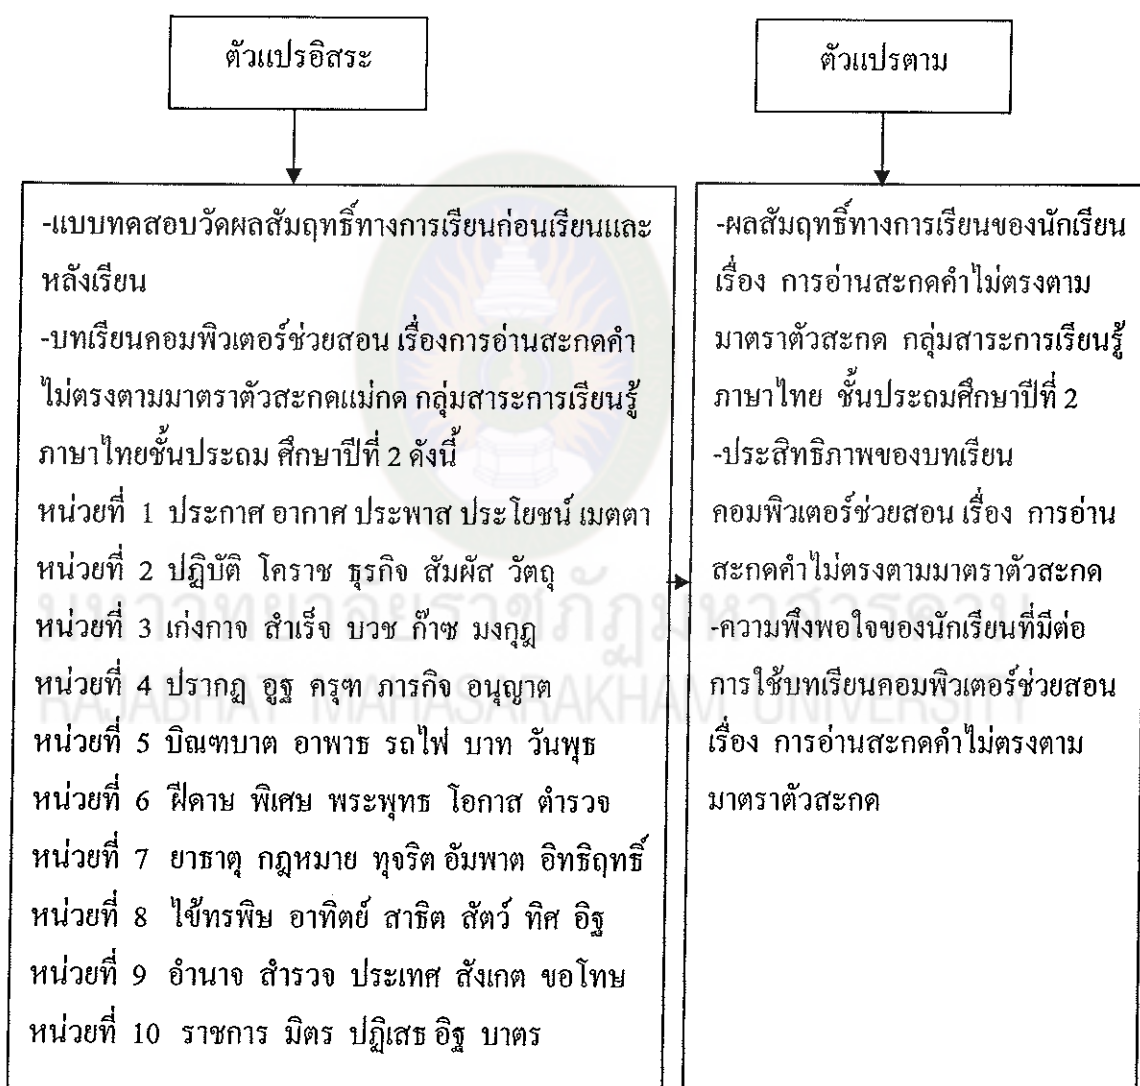 ตัวแปรอิสระ
ตัวแปรตาม
-แบบทดสอบวัดผลสัมฤทธิ์ทางการเรียนก่อนเรียนและ
หลังเรียน
-บทเรียนคอมพิวเตอร์ช่วยสอน เรื่องการอ่านสะกดคำ
ไม่ตรงตามมาตราตัวสะกดแม่กด กลุ่มสาระการเรียนรู้
ภาษาไทยชั้นประถม ศึกษาปีที่ 2 ดังนี้
หน่วยที่ 1 ประกาศ อากาศ ประพาส ประโยชน์ เมตตา
หน่วยที่ 2 ปฏิบัติ โคราช ธุรกิจ สัมผัส วัตถุ
หน่วยที่ 3 เก่งกาจ สำเร็จ บวช ก๊าซ มงกุฎ
หน่วยที่ 4 ปรากฏ อูฐ ครุฑ ภารกิจ อนุญาต
หน่วยที่ 5 บิณฑบาต อาพาธ รถไฟ บาท วันพุธ
หน่วยที่ 6 ฝีดาษ พิเศษ พระพุทธ โอกาส ตำรวจ
หน่วยที่ 7 ยาธาตุ กฎหมาย ทุจริต อัมพาต อิทธิฤทธิ์
หน่วยที่ 8 ไข้ทรพิษ อาทิตย์ สาธิต สัตว์ ทิศ อิฐ
หน่วยที่ 9 อำนาจ สำรวจ ประเทศ สังเกต ขอโทษ
หน่วยที่ 10 ราชการ มิตร ปฏิเสธ อิฐ บาตร
-ผลสัมฤทธิ์ทางการเรียนของนักเรียน
เรื่อง การอ่านสะกดคำไม่ตรงตาม
มาตราตัวสะกด กลุ่มสาระการเรียนรู้
ภาษาไทย ชั้นประถมศึกษาปีที่ 2
-ประสิทธิภาพของบทเรียน
คอมพิวเตอร์ช่วยสอน เรื่อง การอ่าน
สะกดคำไม่ตรงตามมาตราตัวสะกด
-ความพึงพอใจของนักเรียนที่มีต่อ
การใช้บทเรียนคอมพิวเตอร์ช่วยสอน
เรื่อง การอ่านสะกดคำไม่ตรงตาม
มาตราตัวสะกด
มหาวิทยาลัยราชภัฏมหาสารคาม
RAJABHAT MAHASARAKHAM UNIVERSITY